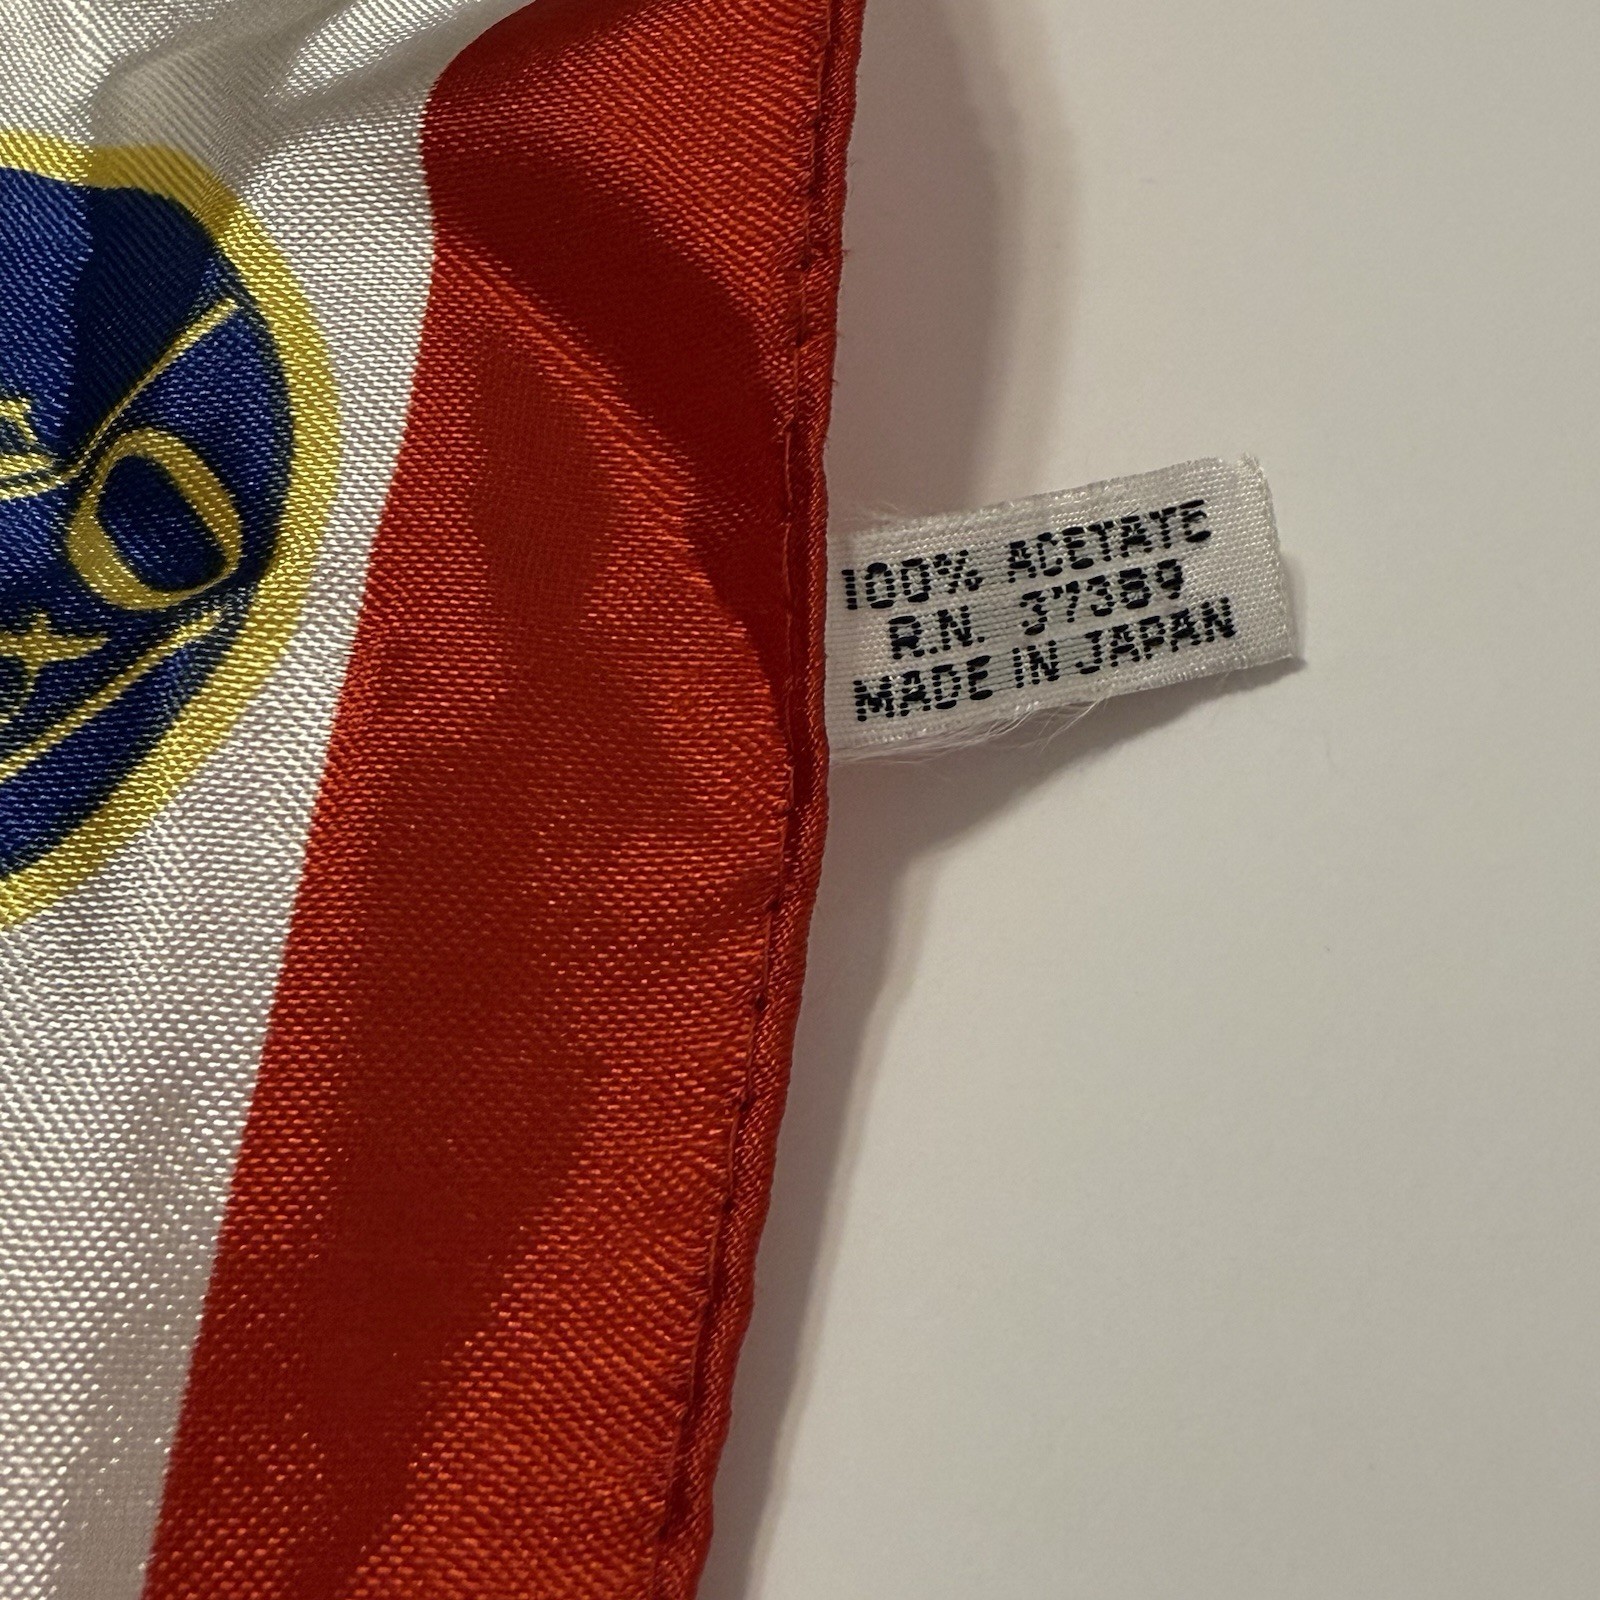 100% ACETATE
R.N. 37389
MADE IN JAPAN